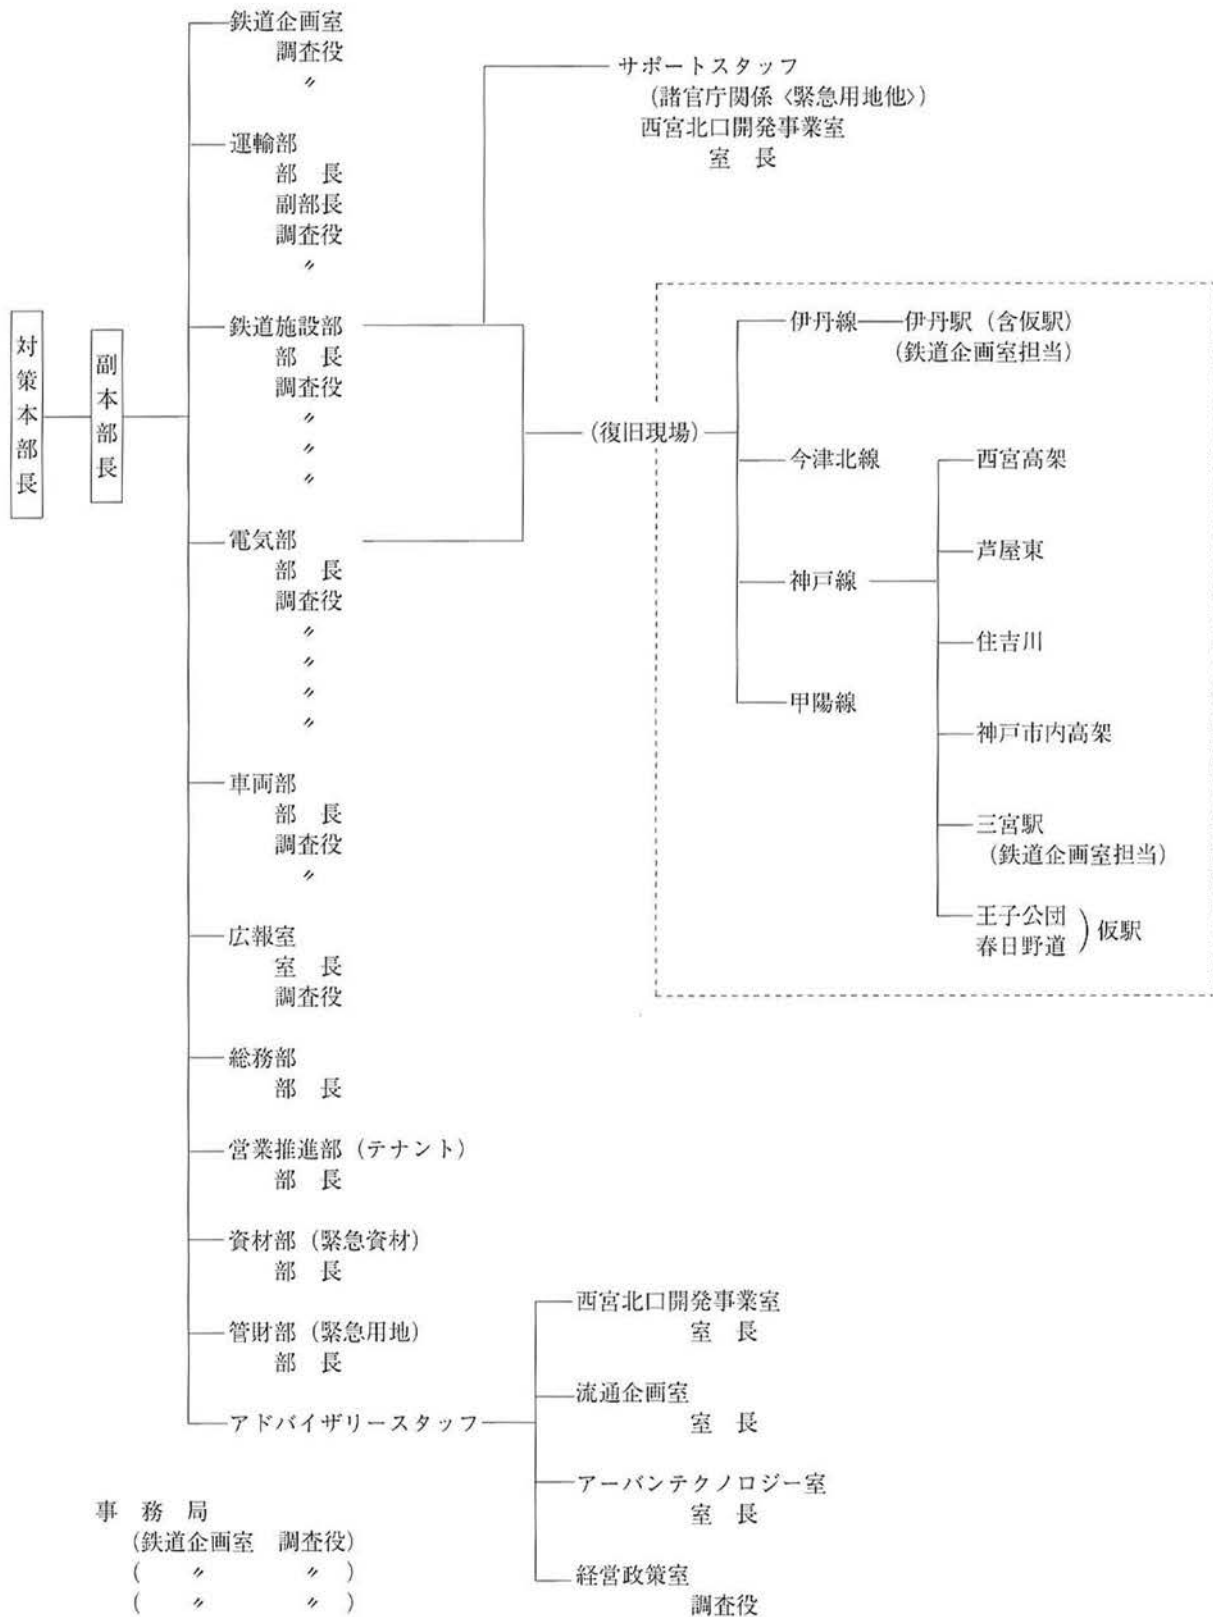 対策本部長
副本部長
鉄道企画室
調査役
〃
運輸部
部　長
副部長
調査役
〃
鉄道施設部
部　長
調査役
〃
〃
〃
電気部
部　長
調査役
〃
〃
〃
〃
車両部
部　長
調査役
〃
広報室
室　長
調査役
総務部
部　長
営業推進部（テナント）
部　長
資材部（緊急資材）
部　長
管財部（緊急用地）
部　長
アドバイザリースタッフ
サポートスタッフ
（諸官庁関係〈緊急用地他〉）
西宮北口開発事業室
室　長
（復旧現場）
伊丹線
伊丹駅（含仮駅）
（鉄道企画室担当）
今津北線
神戸線
甲陽線
西宮高架
芦屋東
住吉川
神戸市内高架
三宮駅
（鉄道企画室担当）
王子公団
春日野道
）仮駅
西宮北口開発事業室
室　長
流通企画室
室　長
アーバンテクノロジー室
室　長
経営政策室
調査役
事　務　局
（鉄道企画室　調査役）
（　〃　　〃　）
（　〃　　〃　）